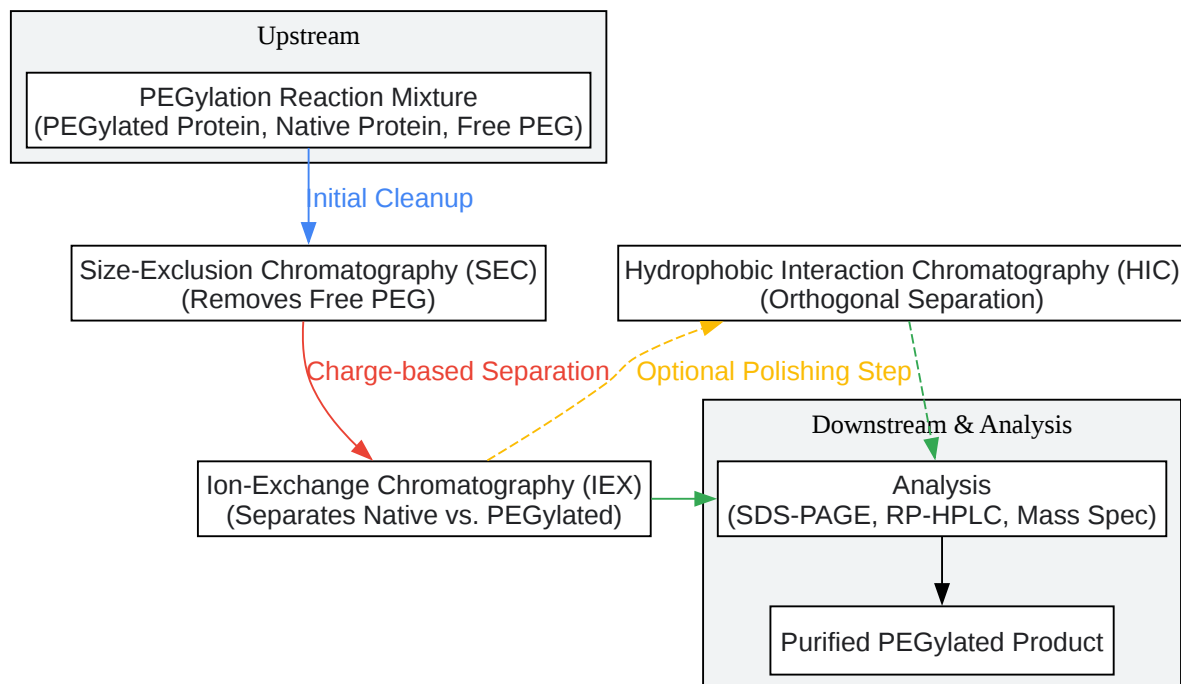 Upstream
PEGylation Reaction Mixture
(PEGylated Protein, Native Protein, Free PEG)
Initial Cleanup
Size-Exclusion Chromatography (SEC)
(Removes Free PEG)
Hydrophobic Interaction Chromatography (HIC)
(Orthogonal Separation)
Charge-based Separation
Optional Polishing Step
Downstream & Analysis
Ion-Exchange Chromatography (IEX)
(Separates Native vs. PEGylated)
Analysis
(SDS-PAGE, RP-HPLC, Mass Spec)
Purified PEGylated Product